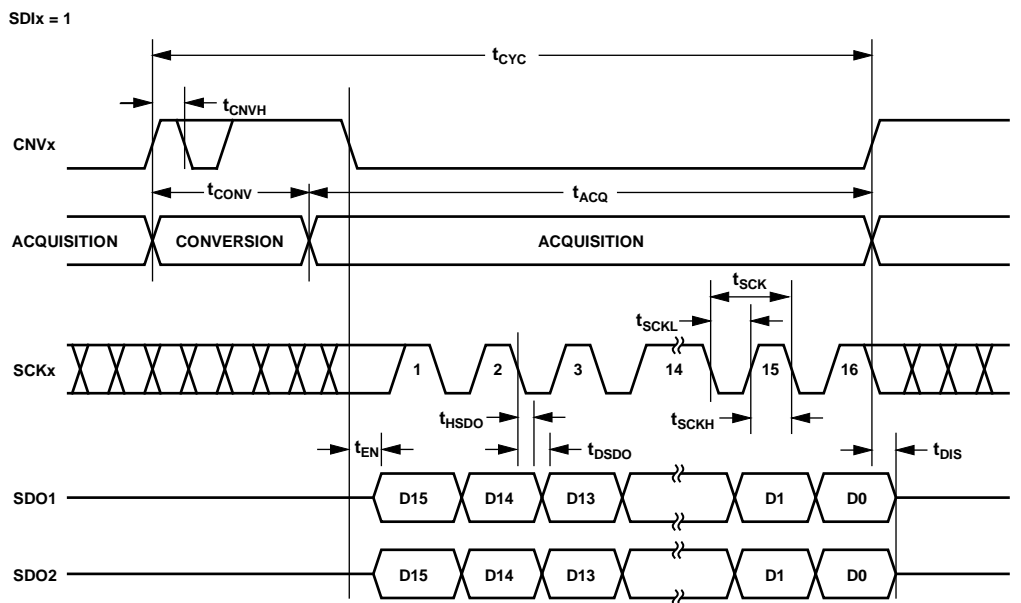 SDIx = 1
tCYC
tCNVH
CNVx
tCONV
tACQ
ACQUISITION
CONVERSION
ACQUISITION
tSCK
tSCKL
SCKx
1
2
3
14
15
16
tHSDO
tSCKH
tEN
tDSDO
tDIS
SDO1
D15
D14
D13
D1
D0
SDO2
D15
D14
D13
D1
D0